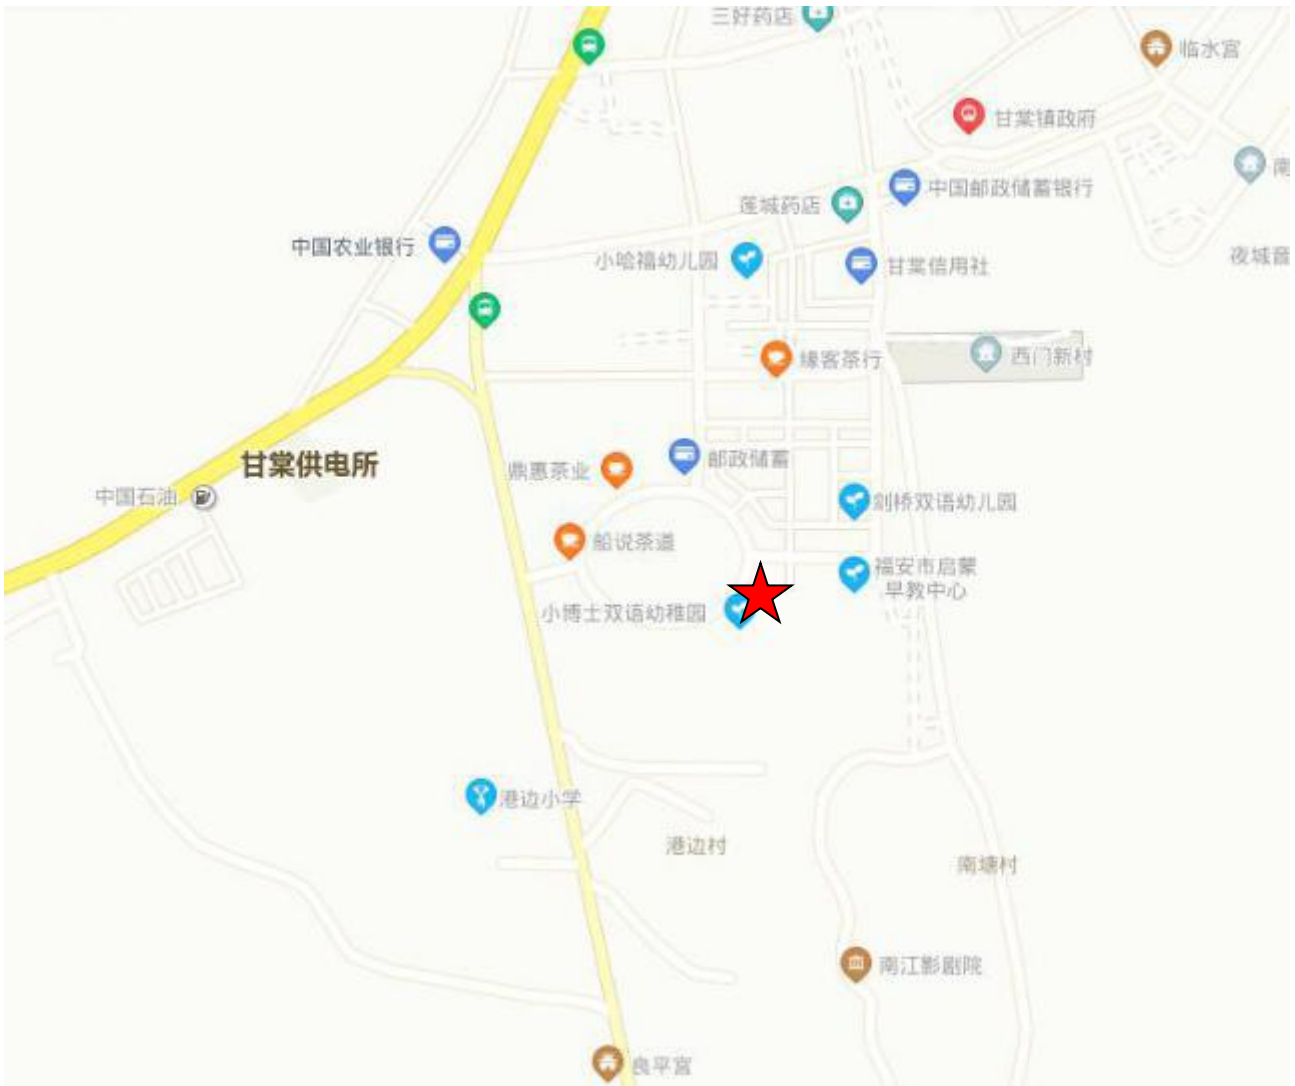 三好药店
临水宫
甘棠镇政府
南
中国邮政储蓄银行
莲城药店
中国农业银行
小哈福幼儿园
甘棠信用社
夜城音
缘客茶行
西门新村
甘棠供电所
鼎惠茶业
邮政储蓄
中国石油
剑桥双语幼儿园
船说茶道
福安市启蒙
早教中心
小博士双语幼稚园
港边小学
港边村
南塘村
南江影剧院
良平宫